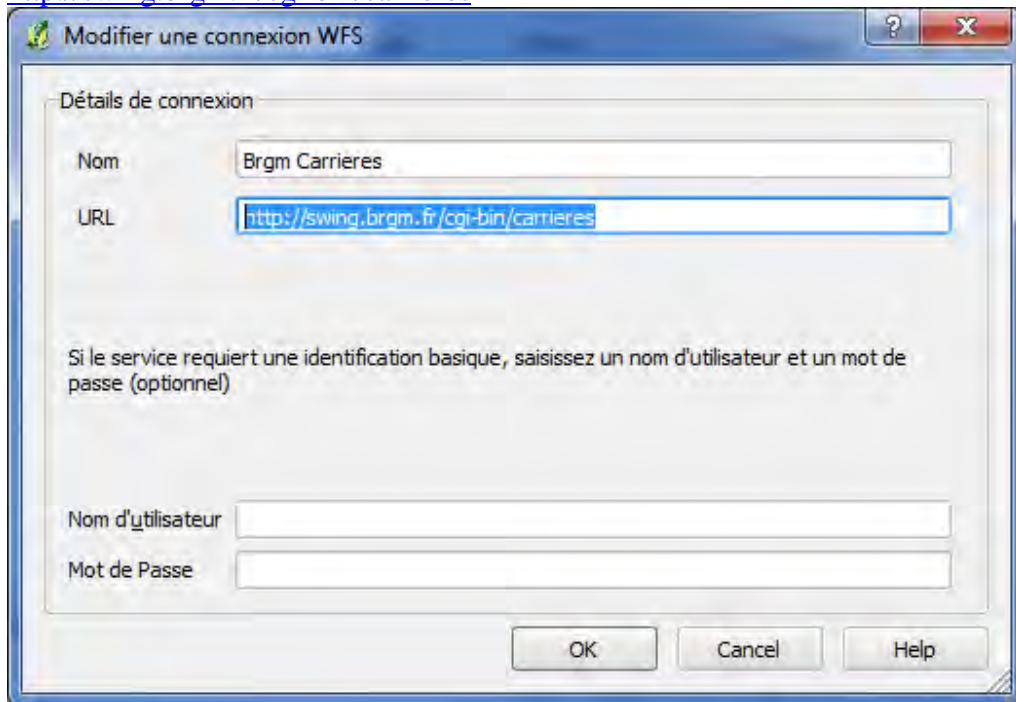 Modifier une connexion WFS
Détails de connexion
Nom Brgm Carrieres
URL http://swing.brgm.fr/cgi-bin/carrieres
Si le service requiert une identification basique, saisissez un nom d'utilisateur et un mot de
passe (optionnel)
Nom d'utilisateur
Mot de Passe
OK Cancel Help